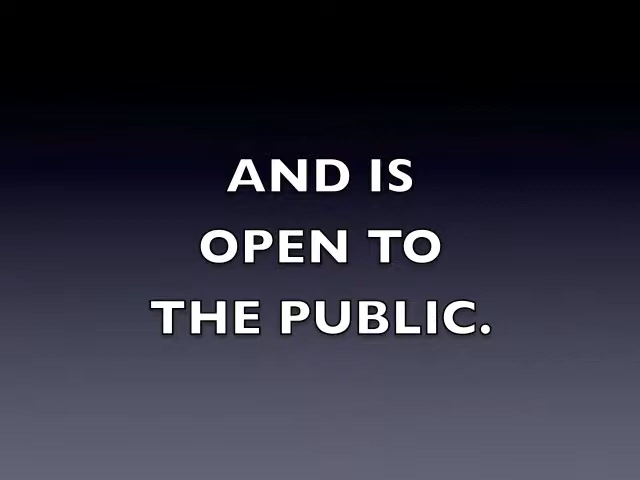 AND IS
OPEN TO
THE PUBLIC.